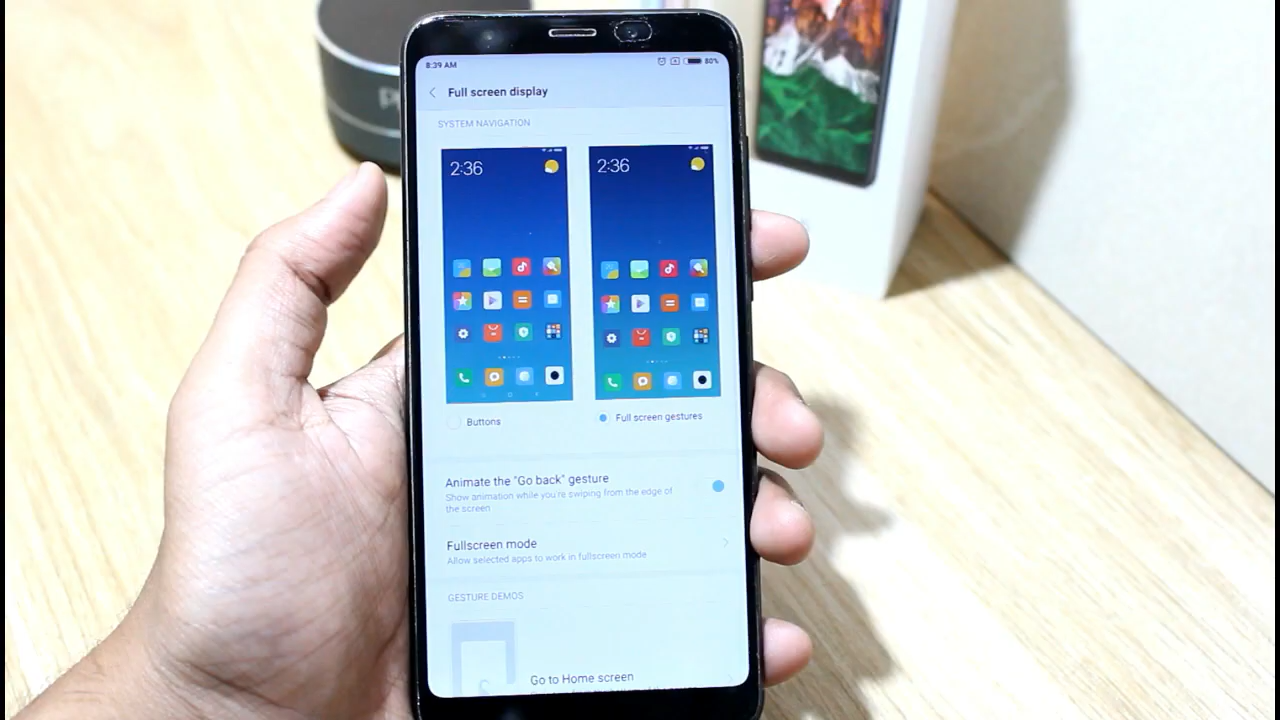 8:39 AM
80%
Full screen display
SYSTEM NAVIGATION
2:36
2:36
Buttons
Full screen gestures
Animate the "Go back" gesture
Show animation while you're swiping from the edge of
the screen
Fullscreen mode
Allow selected apps to work in fullscreen mode
GESTURE DEMOS
Go to Home screen